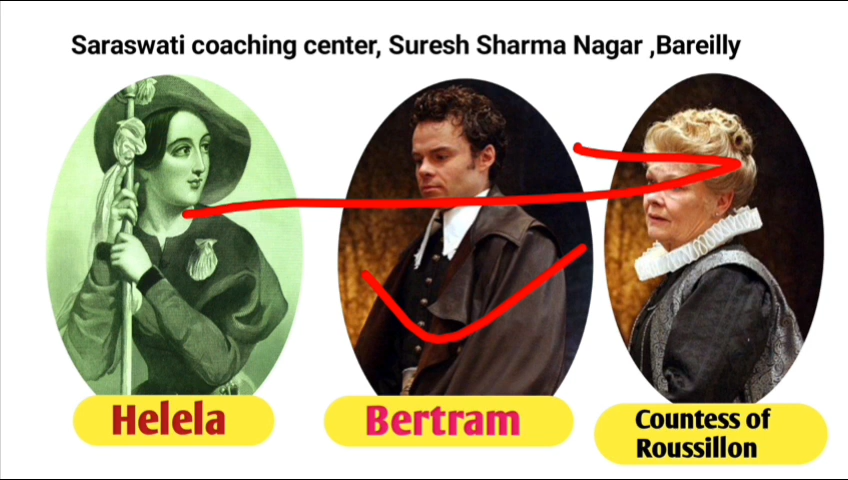 Saraswati coaching center, Suresh Sharma Nagar ,Bareilly
Helela
Bertram
Countess of
Roussillon